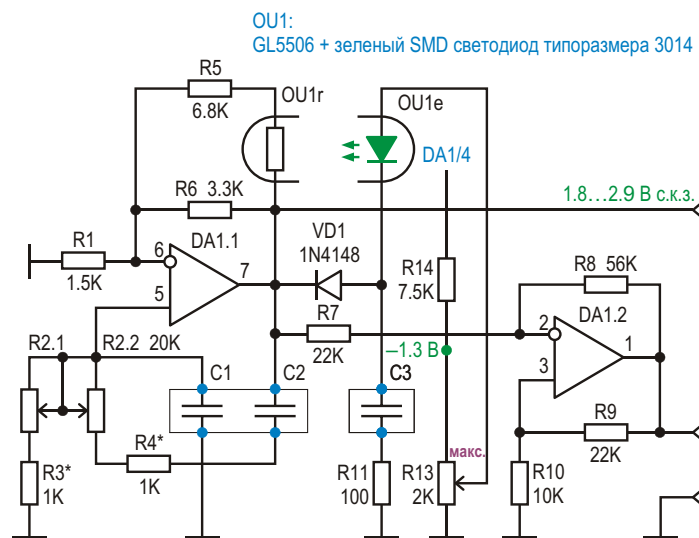 OU1:
GL5506 + зеленый SMD светодиод типоразмера 3014
R5
6.8K
OU1r
OU1e
DA1/4
R6 3.3K
1.8...2.9 В с.к.з.
R1
1.5K
DA1.1
6
5
7
VD1
1N4148
R14
7.5K
R8 56K
DA1.2
R7
22K
–1.3 В
2
3
1
R2.1
R2.2 20K
C1
C2
C3
R9
22K
R3*
1K
R4*
1K
R11
100
макс.
R13
2K
R10
10K